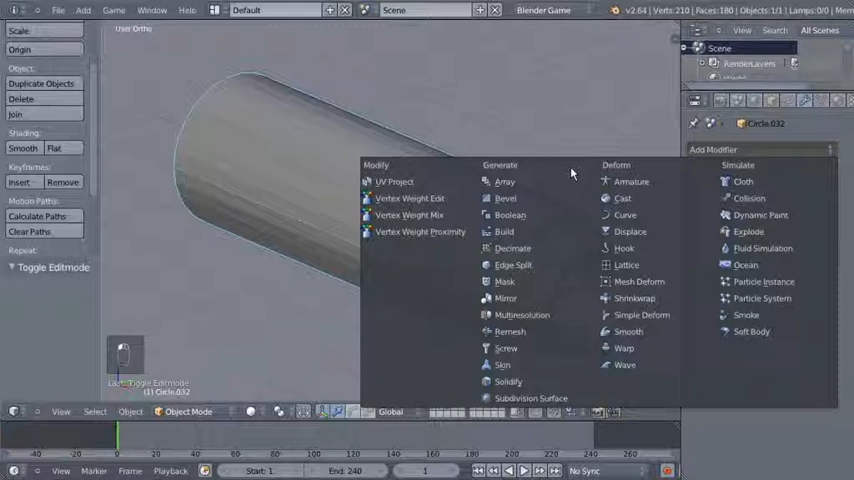 File Add Game Window Help Default Scene Blender Game v2.64 | Verts:210 | Faces:180 | Objects:1/1 | Lamps:0/0 | Mem
Scale
Origin
Object:
Duplicate Objects
Delete
Join
Shading:
Smooth Flat
Keyframes:
Insert Remove
Motion Paths:
Calculate Paths
Clear Paths
Repeat:
Toggle Editmode
User Ortho
Last: Toggle Editmode
(1) Circle.032
View Search All Scenes
Scene
RenderLayers
World
Circle.032
Add Modifier
Modify
UV Project
Vertex Weight Edit
Vertex Weight Mix
Vertex Weight Proximity
Generate
Array
Bevel
Boolean
Build
Decimate
Edge Split
Mask
Mirror
Multiresolution
Remesh
Screw
Skin
Solidify
Subdivision Surface
Deform
Armature
Cast
Curve
Displace
Hook
Lattice
Mesh Deform
Shrinkwrap
Simple Deform
Smooth
Warp
Wave
Simulate
Cloth
Collision
Dynamic Paint
Explode
Fluid Simulation
Ocean
Particle Instance
Particle System
Smoke
Soft Body
View Select Object Object Mode Global
0 20 40 60 80 100 120 140 160 180 200 220 240 260
View Marker Frame Playback Start: 1 End: 240 1 No Sync